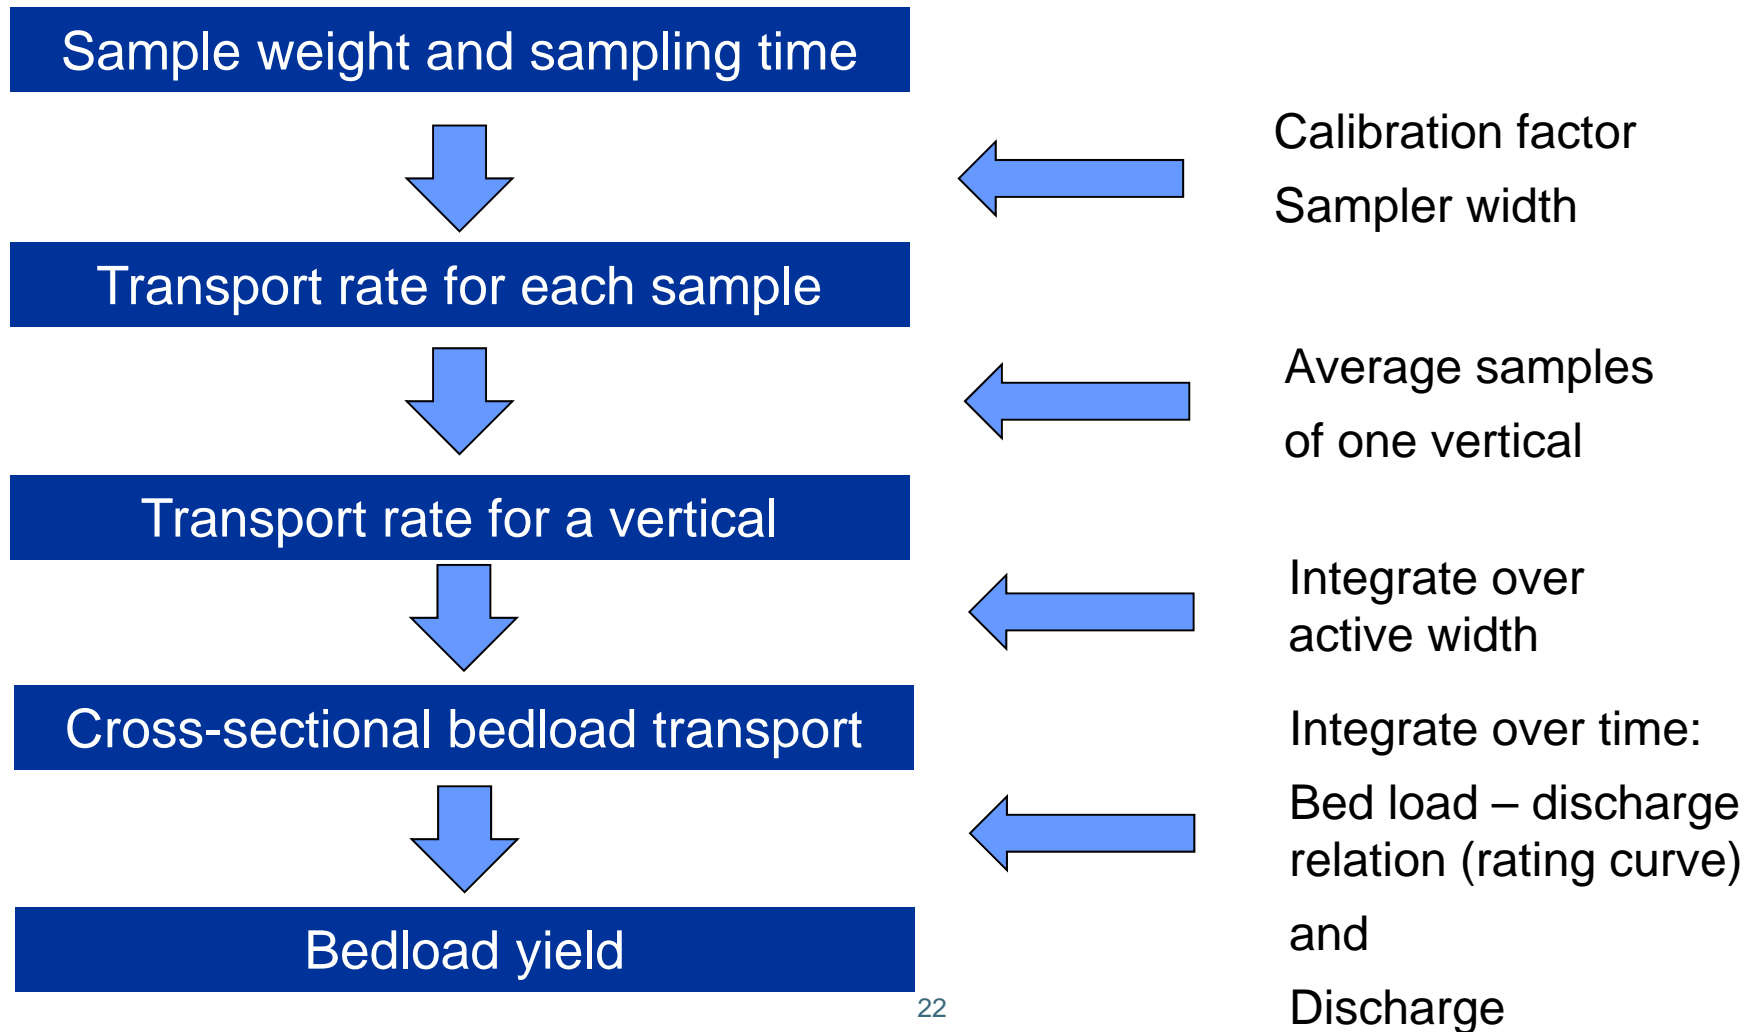 Sample weight and sampling time
Calibration factor
Sampler width
Transport rate for each sample
Average samples
of one vertical
Transport rate for a vertical
Integrate over
active width
Cross-sectional bedload transport
Integrate over time:
Bed load – discharge
relation (rating curve)
and
Discharge
Bedload yield
22